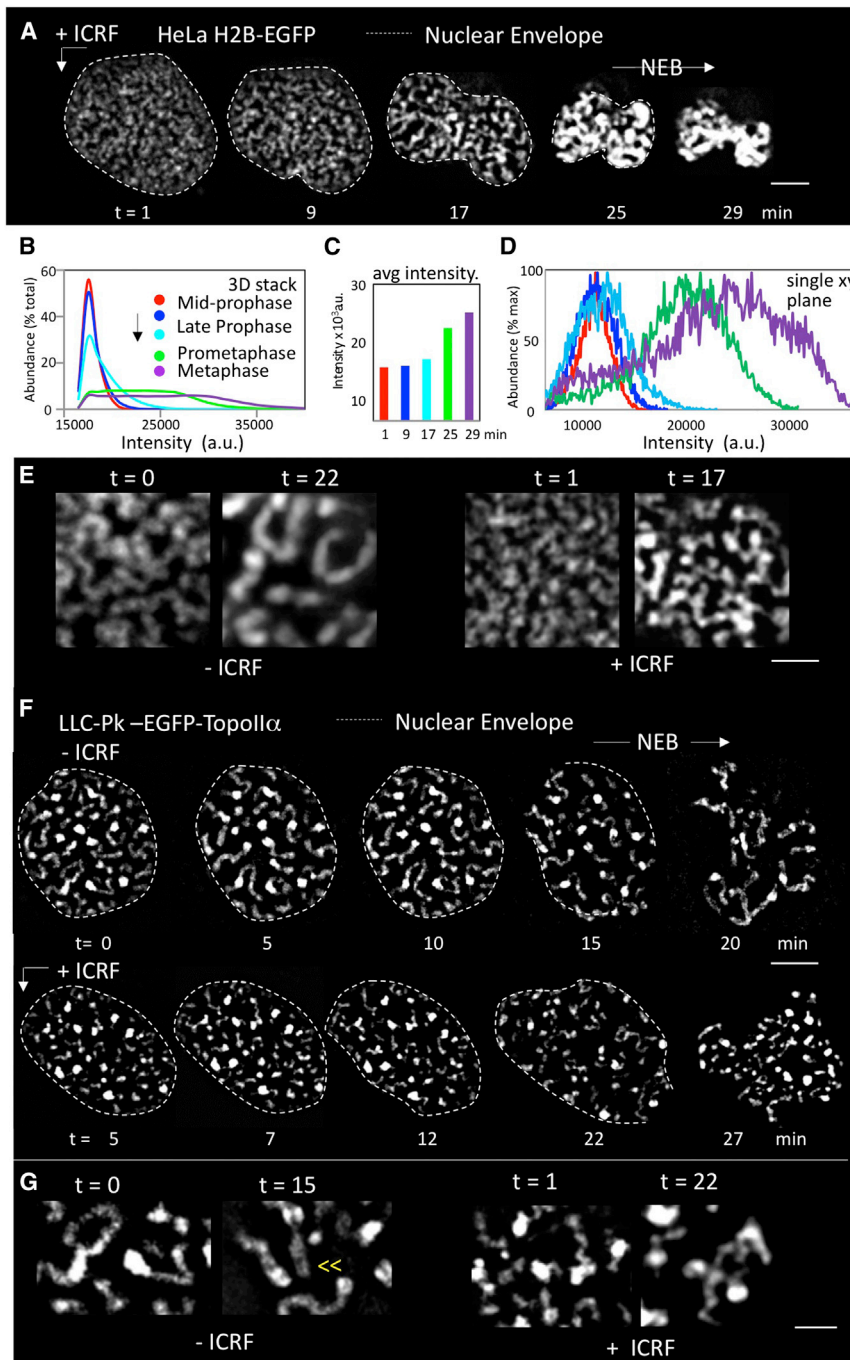 A
+ ICRF HeLa H2B-EGFP Nuclear Envelope
NEB
t = 1 9 17 25 29 min
B
3D stack
Mid-prophase
Late Prophase
Prometaphase
Metaphase
Abundance (% total)
60
40
20
0
15000 25000 35000
Intensity (a.u.)
C
avg intensity.
Intensity x 10³au.
30
20
10
1 9 17 25 29 min
D
single xy
plane
Abundance (% max)
100
50
0
10000 20000 30000
Intensity (a.u.)
E
t = 0 t = 22 t = 1 t = 17
- ICRF + ICRF
F
LLC-Pk –EGFP-TopoIIα Nuclear Envelope
- ICRF NEB
t= 0 5 10 15 20 min
+ ICRF
t= 5 7 12 22 27 min
G
t = 0 t = 15 t = 1 t = 22
<<
- ICRF + ICRF